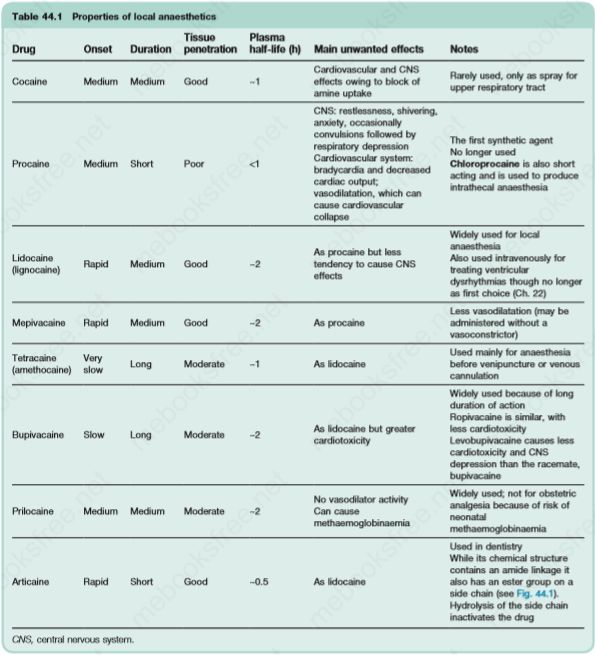 Table 44.1 Properties of local anaesthetics
Drug Onset Duration Tissue penetration Plasma half-life (h) Main unwanted effects Notes
Cocaine Medium Medium Good ~1
Cardiovascular and CNS
effects owing to block of
amine uptake
Rarely used, only as spray for
upper respiratory tract
Procaine Medium Short Poor <1
CNS: restlessness, shivering,
anxiety, occasionally
convulsions followed by
respiratory depression
Cardiovascular system:
bradycardia and decreased
cardiac output;
vasodilatation, which can
cause cardiovascular
collapse
The first synthetic agent
No longer used
Chloroprocaine is also short
acting and is used to produce
intrathecal anaesthesia
Lidocaine
(lignocaine)
Rapid Medium Good ~2
As procaine but less
tendency to cause CNS
effects
Widely used for local
anaesthesia
Also used intravenously for
treating ventricular
dysrhythmias though no longer
as first choice (Ch. 22)
Mepivacaine Rapid Medium Good ~2 As procaine
Less vasodilatation (may be
administered without a
vasoconstrictor)
Tetracaine
(amethocaine)
Very
slow
Long Moderate ~1 As lidocaine
Used mainly for anaesthesia
before venipuncture or venous
cannulation
Bupivacaine Slow Long Moderate ~2
As lidocaine but greater
cardiotoxicity
Widely used because of long
duration of action
Ropivacaine is similar, with
less cardiotoxicity
Levobupivacaine causes less
cardiotoxicity and CNS
depression than the racemate,
bupivacaine
Prilocaine Medium Medium Moderate ~2
No vasodilator activity
Can cause
methaemoglobinaemia
Widely used; not for obstetric
analgesia because of risk of
neonatal
methaemoglobinaemia
Articaine Rapid Short Good ~0.5 As lidocaine
Used in dentistry
While its chemical structure
contains an amide linkage it
also has an ester group on a
side chain (see Fig. 44.1).
Hydrolysis of the side chain
inactivates the drug
CNS, central nervous system.
mebooksfree.net